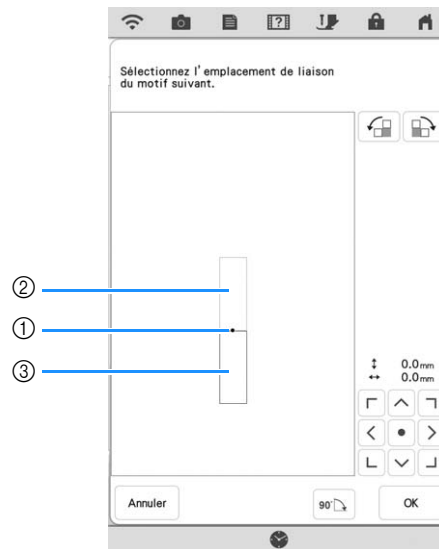 Sélectionnez l'emplacement de liaison
du motif suivant.
②
①
③
0.0mm
0.0mm
Annuler
90°
OK